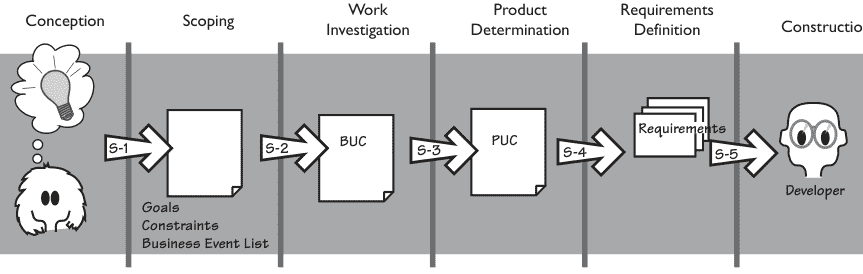 Conception
Scoping
Work
Investigation
Product
Determination
Requirements
Definition
Constructio
S-1
S-2
BUC
S-3
PUC
S-4
Requirements
S-5
Developer
Goals
Constraints
Business Event List